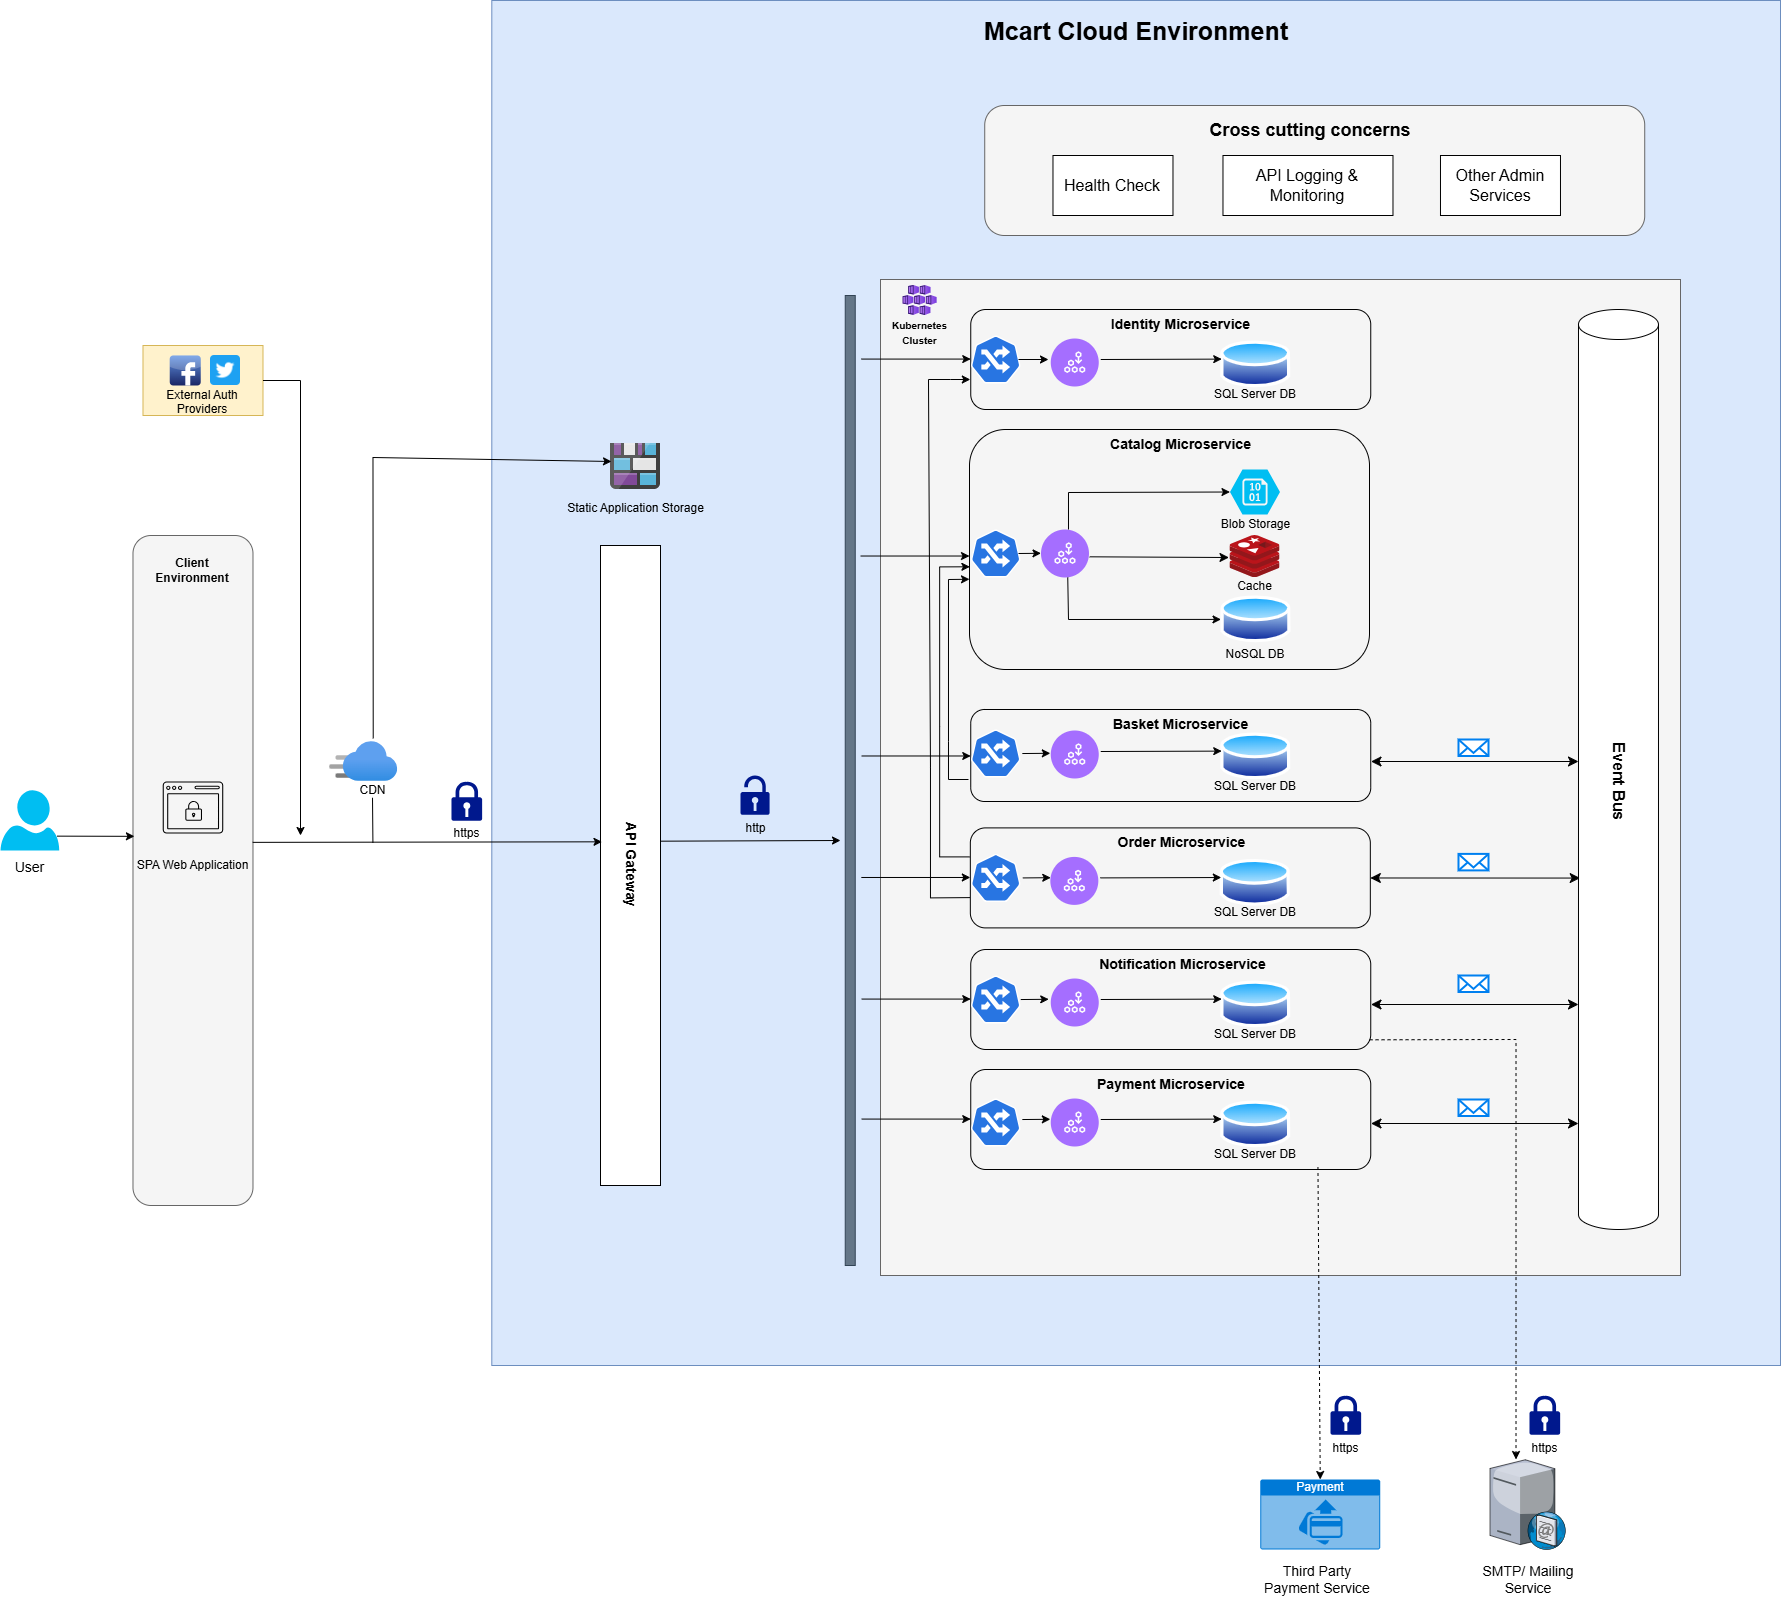 Mcart Cloud Environment
Cross cutting concerns
Health Check
API Logging &
Monitoring
Other Admin
Services
Kubernetes
Cluster
Identity Microservice
SQL Server DB
External Auth
Providers
Catalog Microservice
10
01
Blob Storage
Cache
NoSQL DB
Static Application Storage
Client
Environment
SPA Web Application
User
CDN
https
API Gateway
http
Basket Microservice
SQL Server DB
Event Bus
Order Microservice
SQL Server DB
Notification Microservice
SQL Server DB
Payment Microservice
SQL Server DB
https
https
Payment
Third Party
Payment Service
@
SMTP/ Mailing
Service